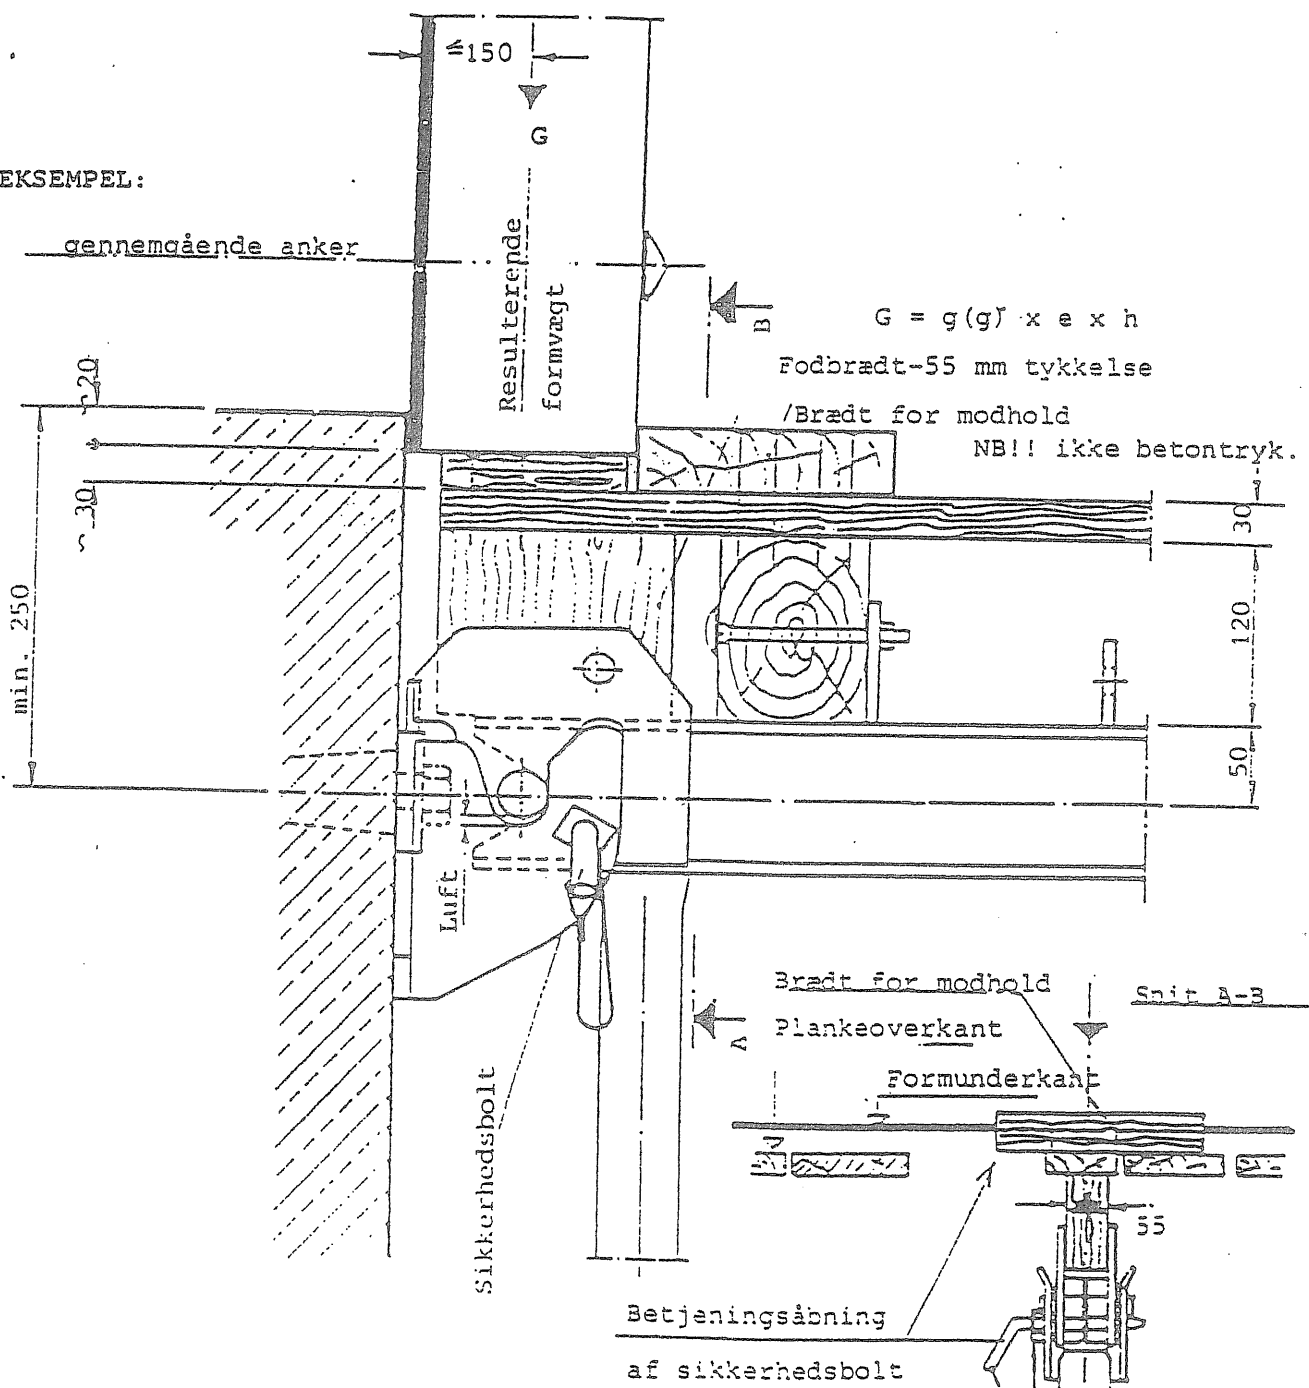 ≤150
G
EKSEMPEL:
gennemgående anker
Resulterende
formvægt
B
G = g(g) x e x h
Fodbrædt-55 mm tykkelse
/Brædt for modhold
NB!! ikke betontryk.
~20
~30
min. 250
30
120
50
Luft
Sikkerhedsbolt
A
Brædt for modhold
Snit A-B
Plankeoverkant
Formunderkant
55
Betjeningsåbning
af sikkerhedsbolt